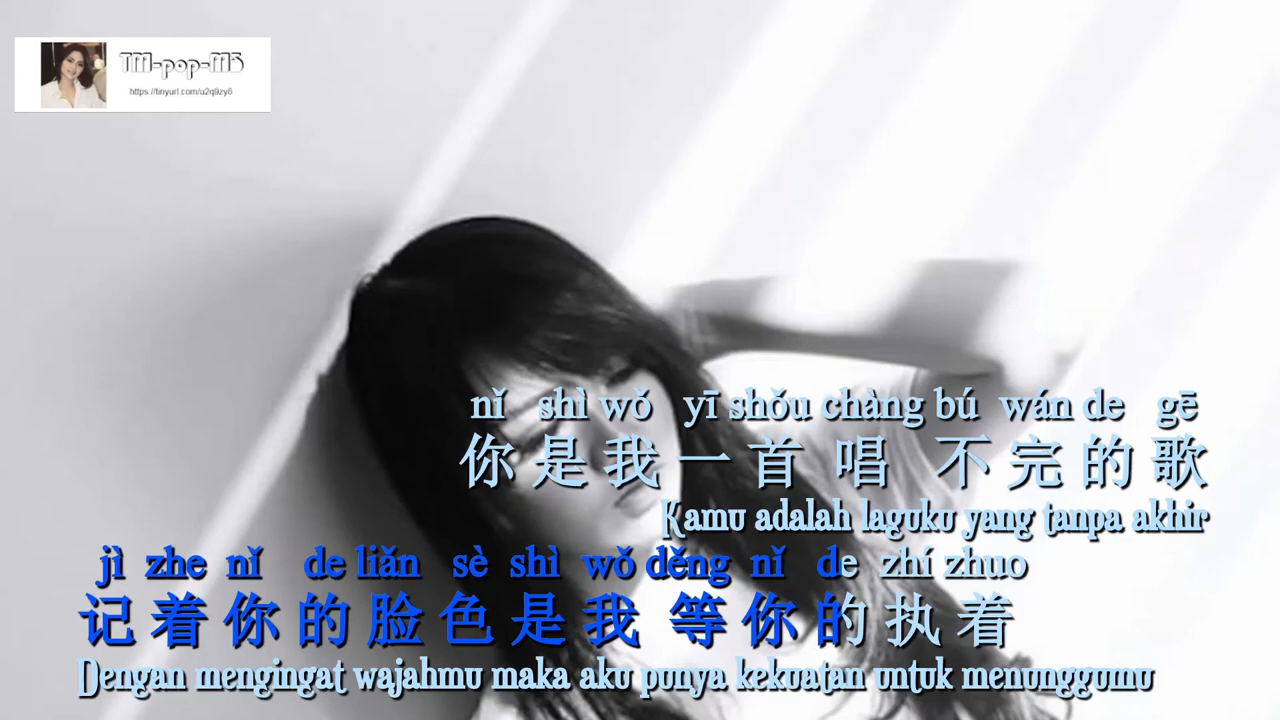 TM-pop-M3
https://tinyurl.com/u2q9zy8
nǐ shì wǒ yī shǒu chàng bú wán de gē
你是我一首唱不完的歌
Kamu adalah laguku yang tanpa akhir
jì zhe nǐ de liǎn sè shì wǒ děng nǐ de zhí zhuo
记着你的脸色是我等你的执着
Dengan mengingat wajahmu maka aku punya kekuatan untuk menunggumu